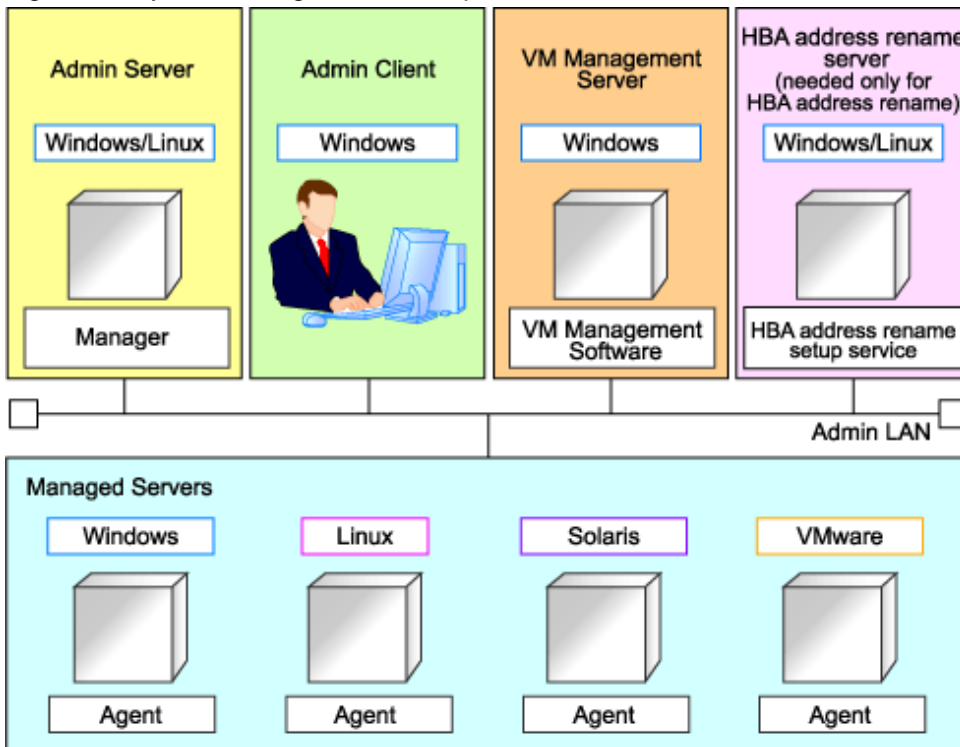 Admin Server
Admin Client
VM Management
Server
HBA address rename
server
(needed only for
HBA address rename)
Windows/Linux
Windows
Windows
Windows/Linux
Manager
VM Management
Software
HBA address rename
setup service
Admin LAN
Managed Servers
Windows
Linux
Solaris
VMware
Agent
Agent
Agent
Agent